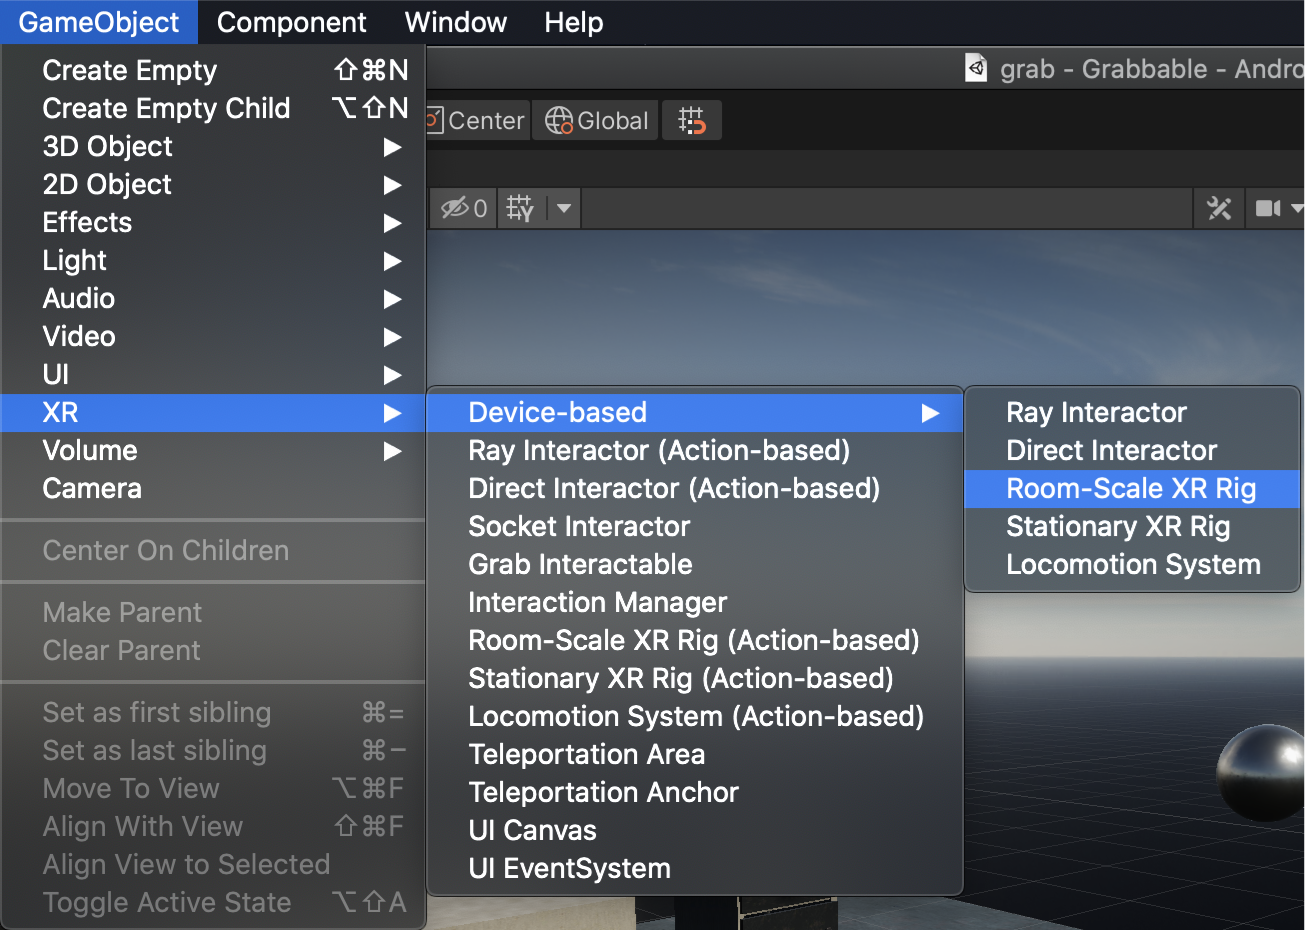 GameObject Component Window Help
grab - Grabbable - Andro
Center Global
0
Create Empty ⇧⌘N
Create Empty Child ⌥⇧N
3D Object
2D Object
Effects
Light
Audio
Video
UI
XR
Volume
Camera
Center On Children
Make Parent
Clear Parent
Set as first sibling ⌘=
Set as last sibling ⌘−
Move To View ⌥⌘F
Align With View ⇧⌘F
Align View to Selected
Toggle Active State ⌥⇧A
Device-based
Ray Interactor (Action-based)
Direct Interactor (Action-based)
Socket Interactor
Grab Interactable
Interaction Manager
Room-Scale XR Rig (Action-based)
Stationary XR Rig (Action-based)
Locomotion System (Action-based)
Teleportation Area
Teleportation Anchor
UI Canvas
UI EventSystem
Ray Interactor
Direct Interactor
Room-Scale XR Rig
Stationary XR Rig
Locomotion System